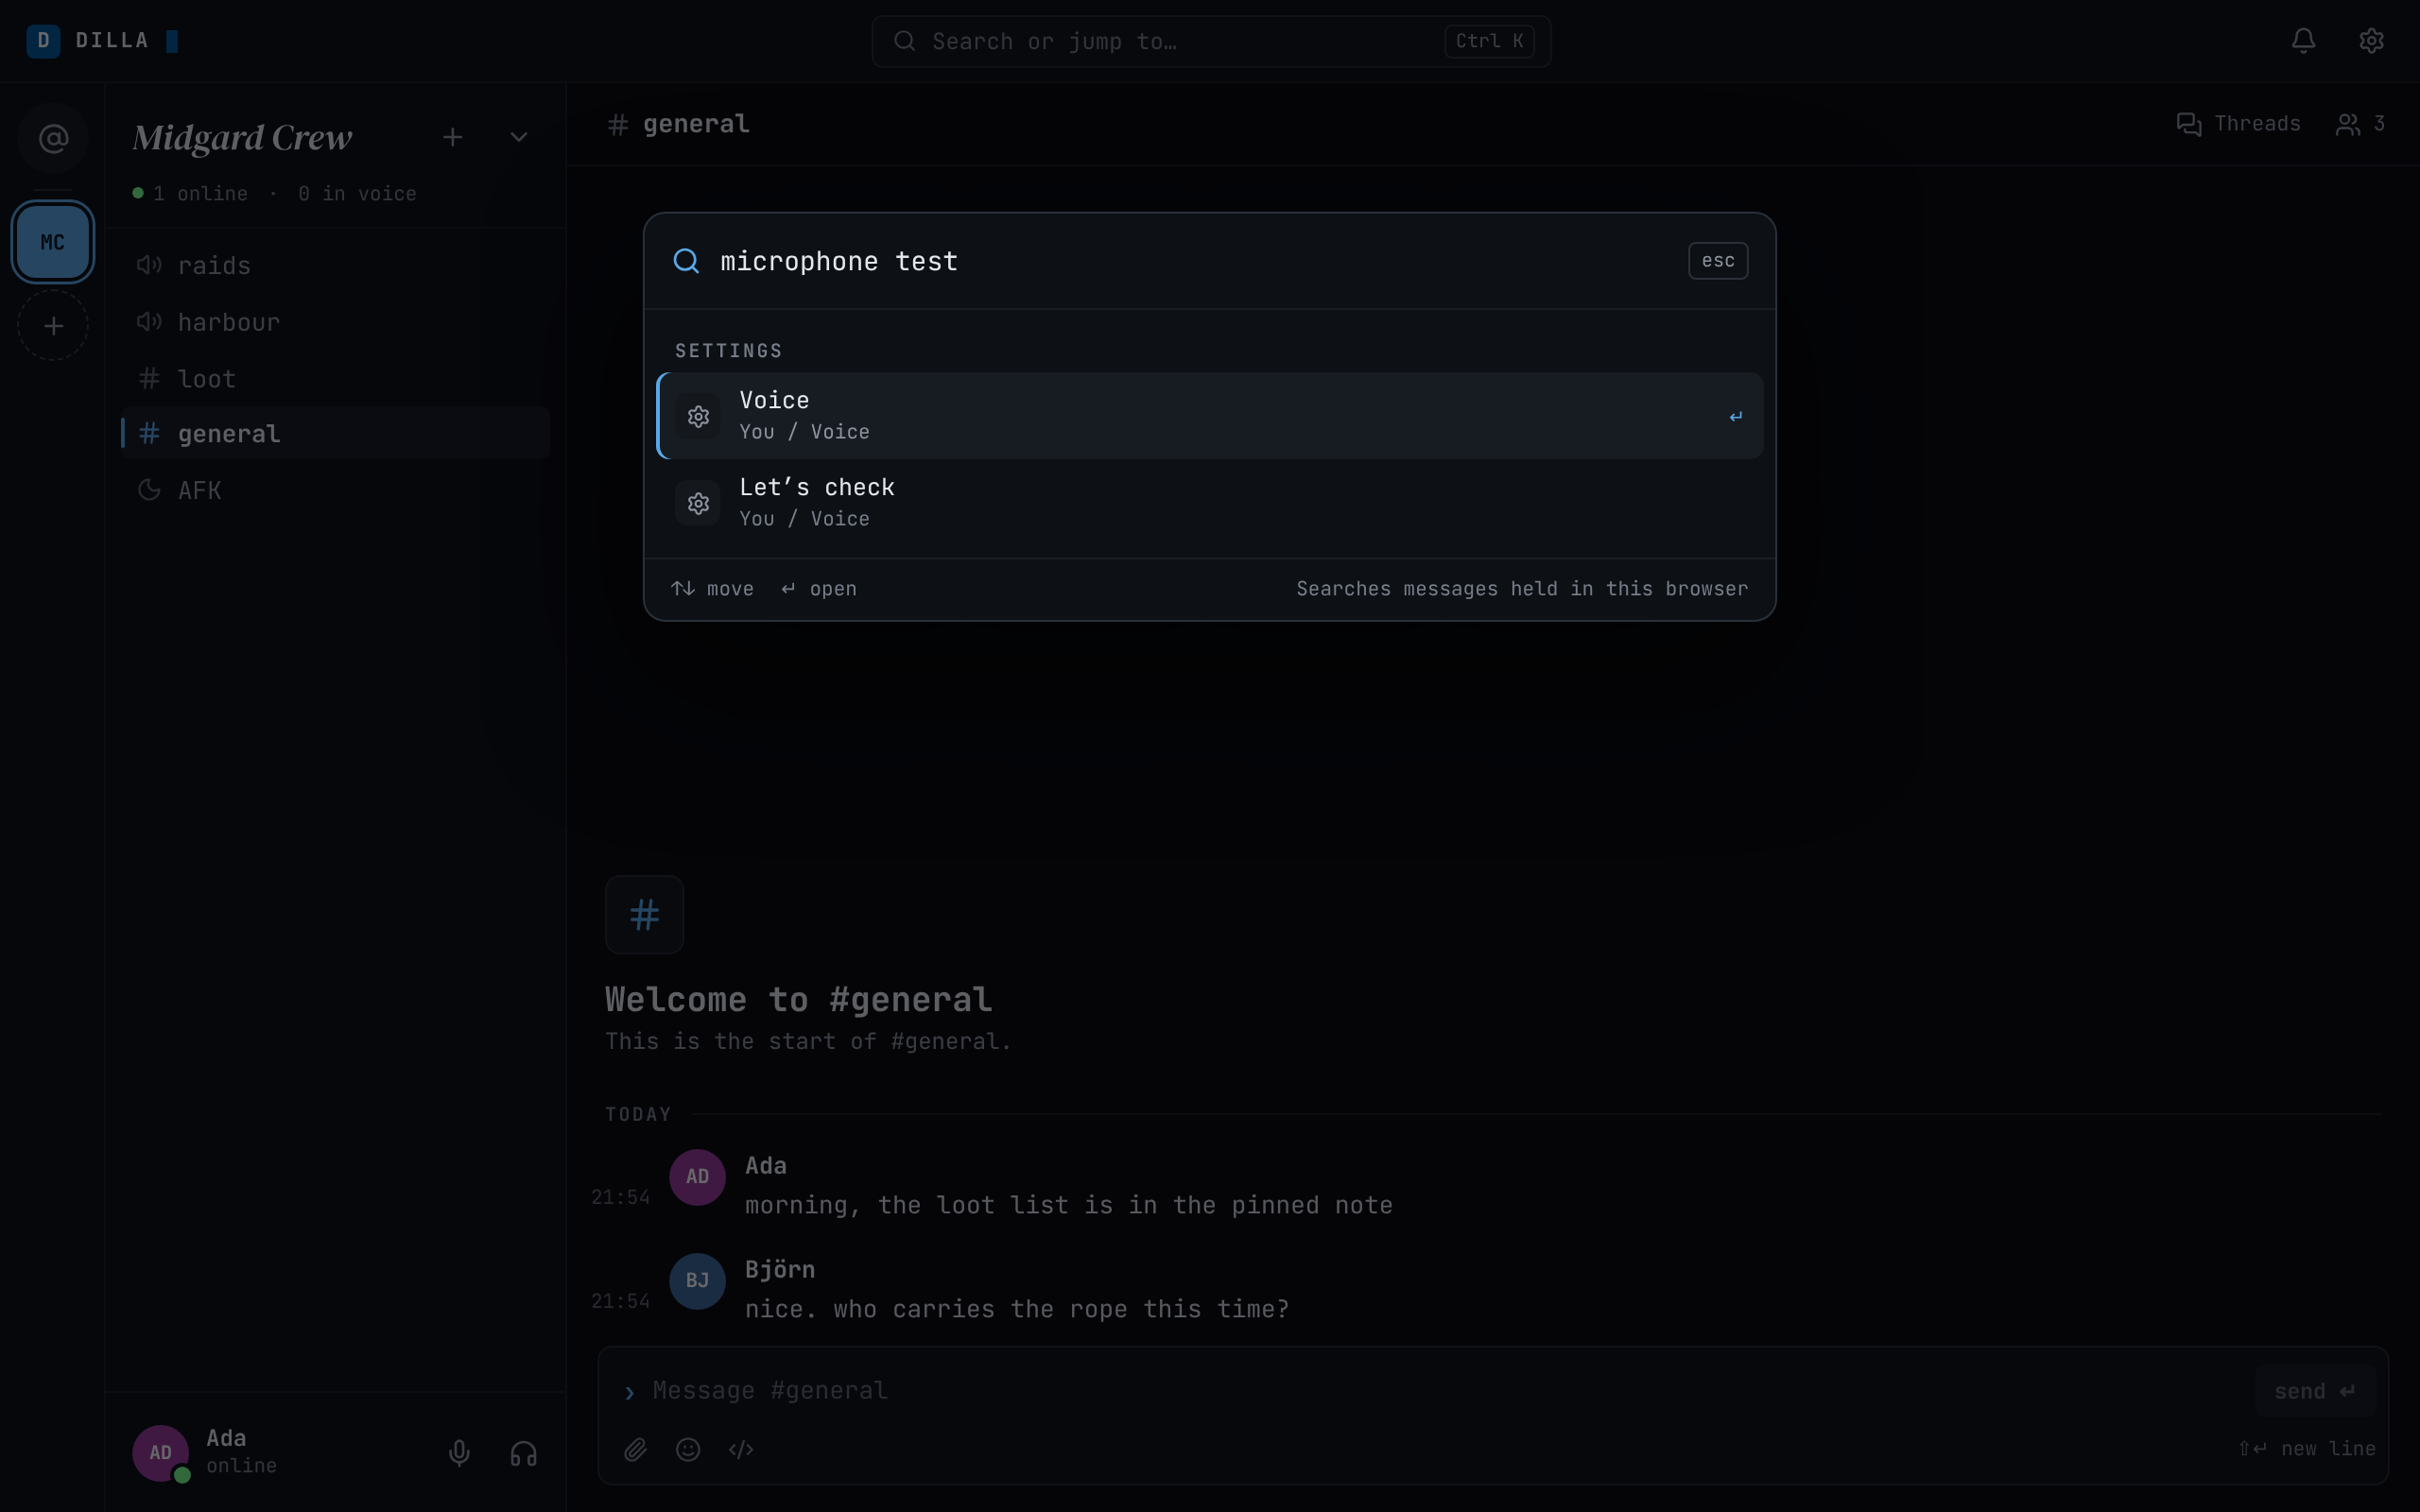 D DILLA
Search or jump to… Ctrl K
@
Midgard Crew
1 online · 0 in voice
MC
raids
harbour
loot
general
AFK
# general
Threads 3
microphone test
esc
SETTINGS
Voice
You / Voice
Let’s check
You / Voice
move ↵ open
Searches messages held in this browser
#
Welcome to #general
This is the start of #general.
TODAY
AD Ada
21:54 morning, the loot list is in the pinned note
BJ Björn
21:54 nice. who carries the rope this time?
› Message #general
send ↵
⇧↵ new line
AD Ada
online